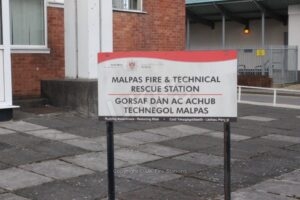 MALPAS FIRE & TECHNICAL
RESCUE STATION
GORSAF DÂN AC ACHUB
TECHNEGOL MALPAS